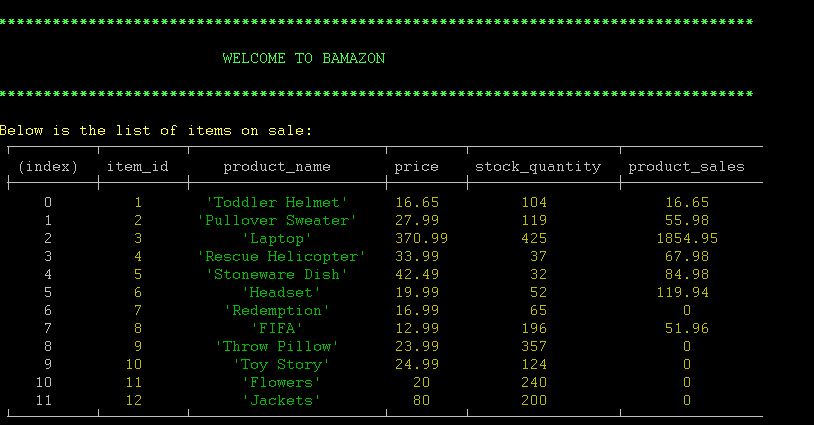 ************************************************************************************
WELCOME TO BAMAZON
************************************************************************************
Below is the list of items on sale:
(index) item_id product_name price stock_quantity product_sales
0 1 'Toddler Helmet' 16.65 104 16.65
1 2 'Pullover Sweater' 27.99 119 55.98
2 3 'Laptop' 370.99 425 1854.95
3 4 'Rescue Helicopter' 33.99 37 67.98
4 5 'Stoneware Dish' 42.49 32 84.98
5 6 'Headset' 19.99 52 119.94
6 7 'Redemption' 16.99 65 0
7 8 'FIFA' 12.99 196 51.96
8 9 'Throw Pillow' 23.99 357 0
9 10 'Toy Story' 24.99 124 0
10 11 'Flowers' 20 240 0
11 12 'Jackets' 80 200 0